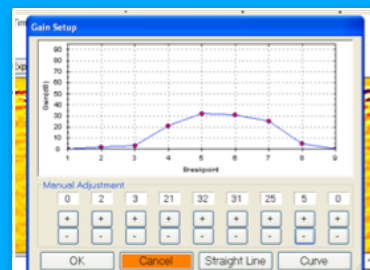 Gain Setup
90
80
70
60
50
40
30
20
10
0
Gain(dB)
1 2 3 4 5 6 7 8 9
Breakpoint
Manual Adjustment
0 2 3 21 32 31 25 5 0
+ + + + + + + + +
- - - - - - - - -
OK Cancel Straight Line Curve